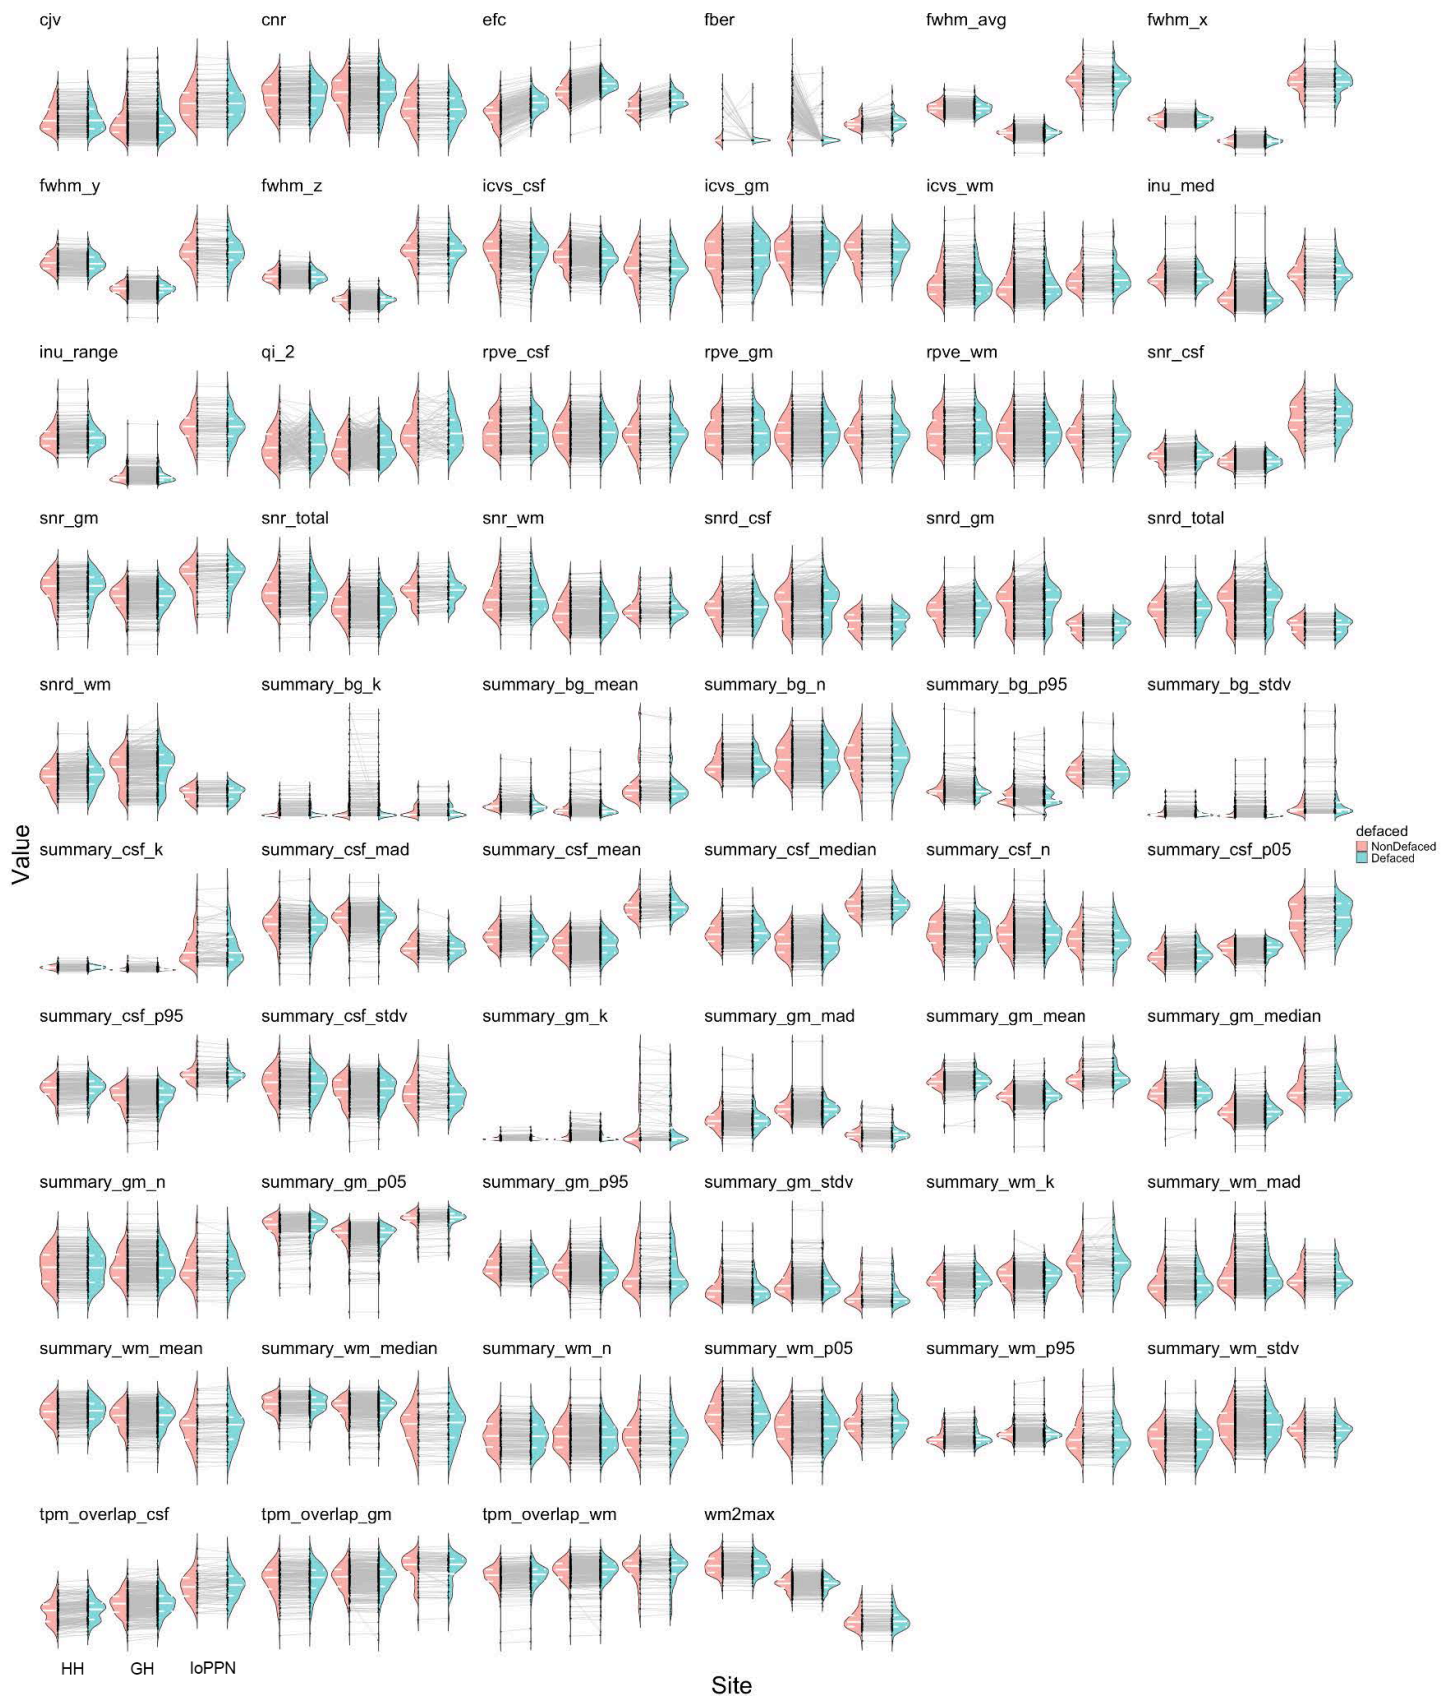 cjv cnr efc fber fwhm_avg fwhm_x
fwhm_y fwhm_z icvs_csf icvs_gm icvs_wm inu_med
inu_range qi_2 rpve_csf rpve_gm rpve_wm snr_csf
snr_gm snr_total snr_wm snrd_csf snrd_gm snrd_total
snrd_wm summary_bg_k summary_bg_mean summary_bg_n summary_bg_p95 summary_bg_stdv
Value
defaced
NonDefaced
Defaced
summary_csf_k summary_csf_mad summary_csf_mean summary_csf_median summary_csf_n summary_csf_p05
summary_csf_p95 summary_csf_stdv summary_gm_k summary_gm_mad summary_gm_mean summary_gm_median
summary_gm_n summary_gm_p05 summary_gm_p95 summary_gm_stdv summary_wm_k summary_wm_mad
summary_wm_mean summary_wm_median summary_wm_n summary_wm_p05 summary_wm_p95 summary_wm_stdv
tpm_overlap_csf tpm_overlap_gm tpm_overlap_wm wm2max
HH GH IoPPN
Site